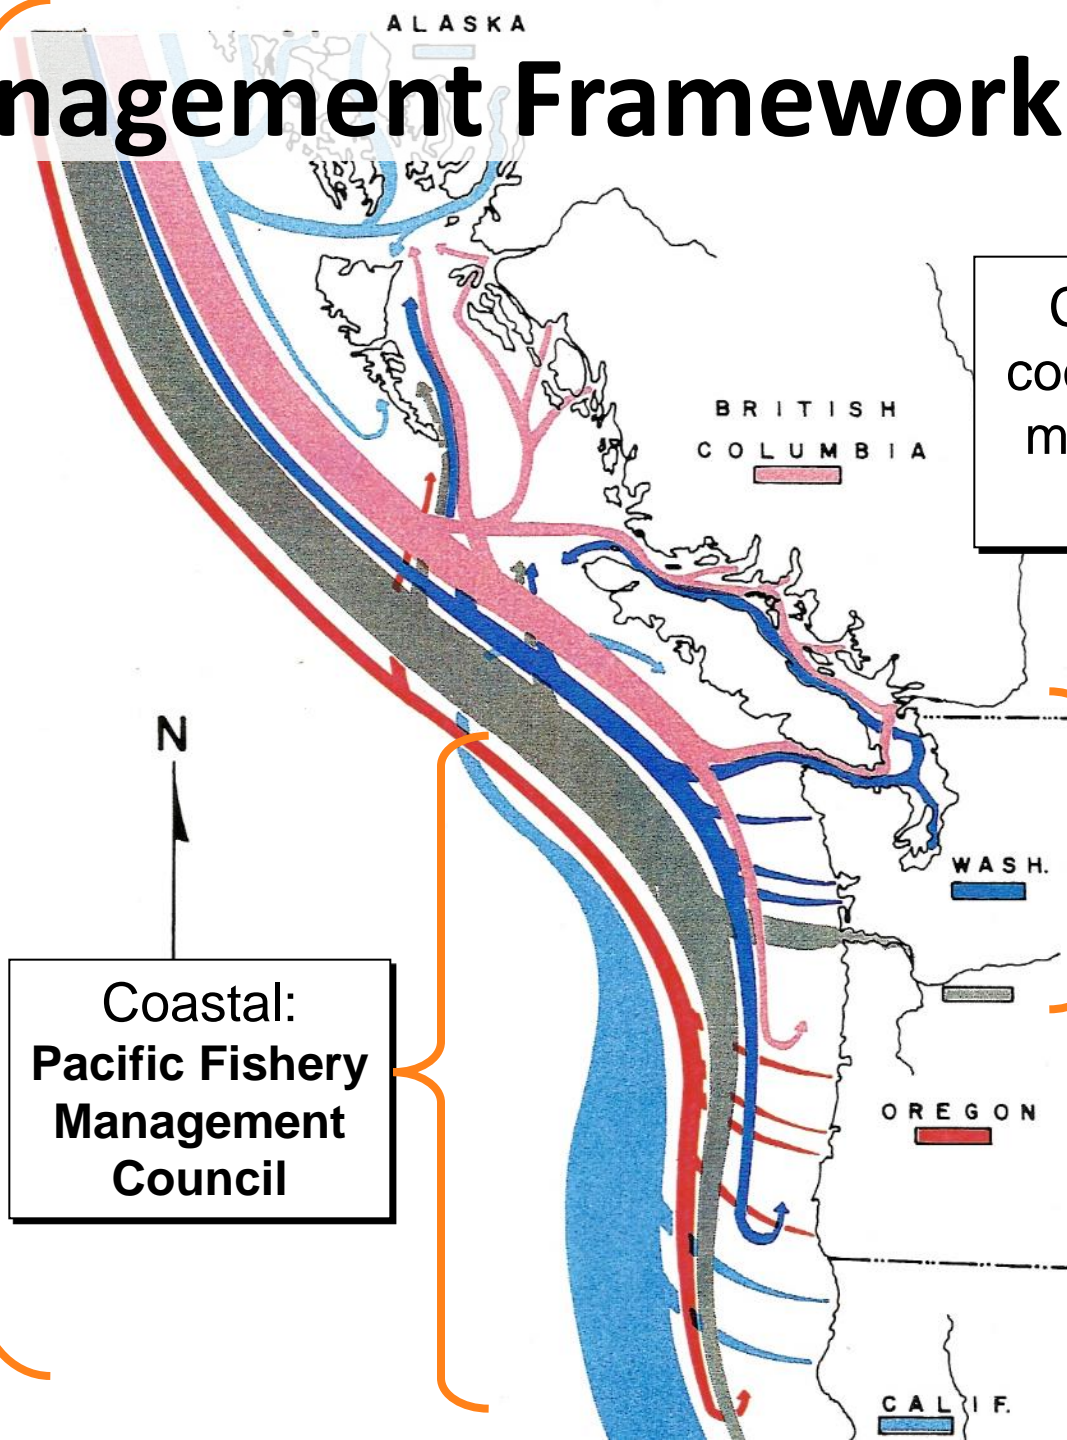 ALASKA
nagement Framework
BRITISH
COLUMBIA
N
WASH.
Coastal:
Pacific Fishery
Management
Council
OREGON
CALIF.